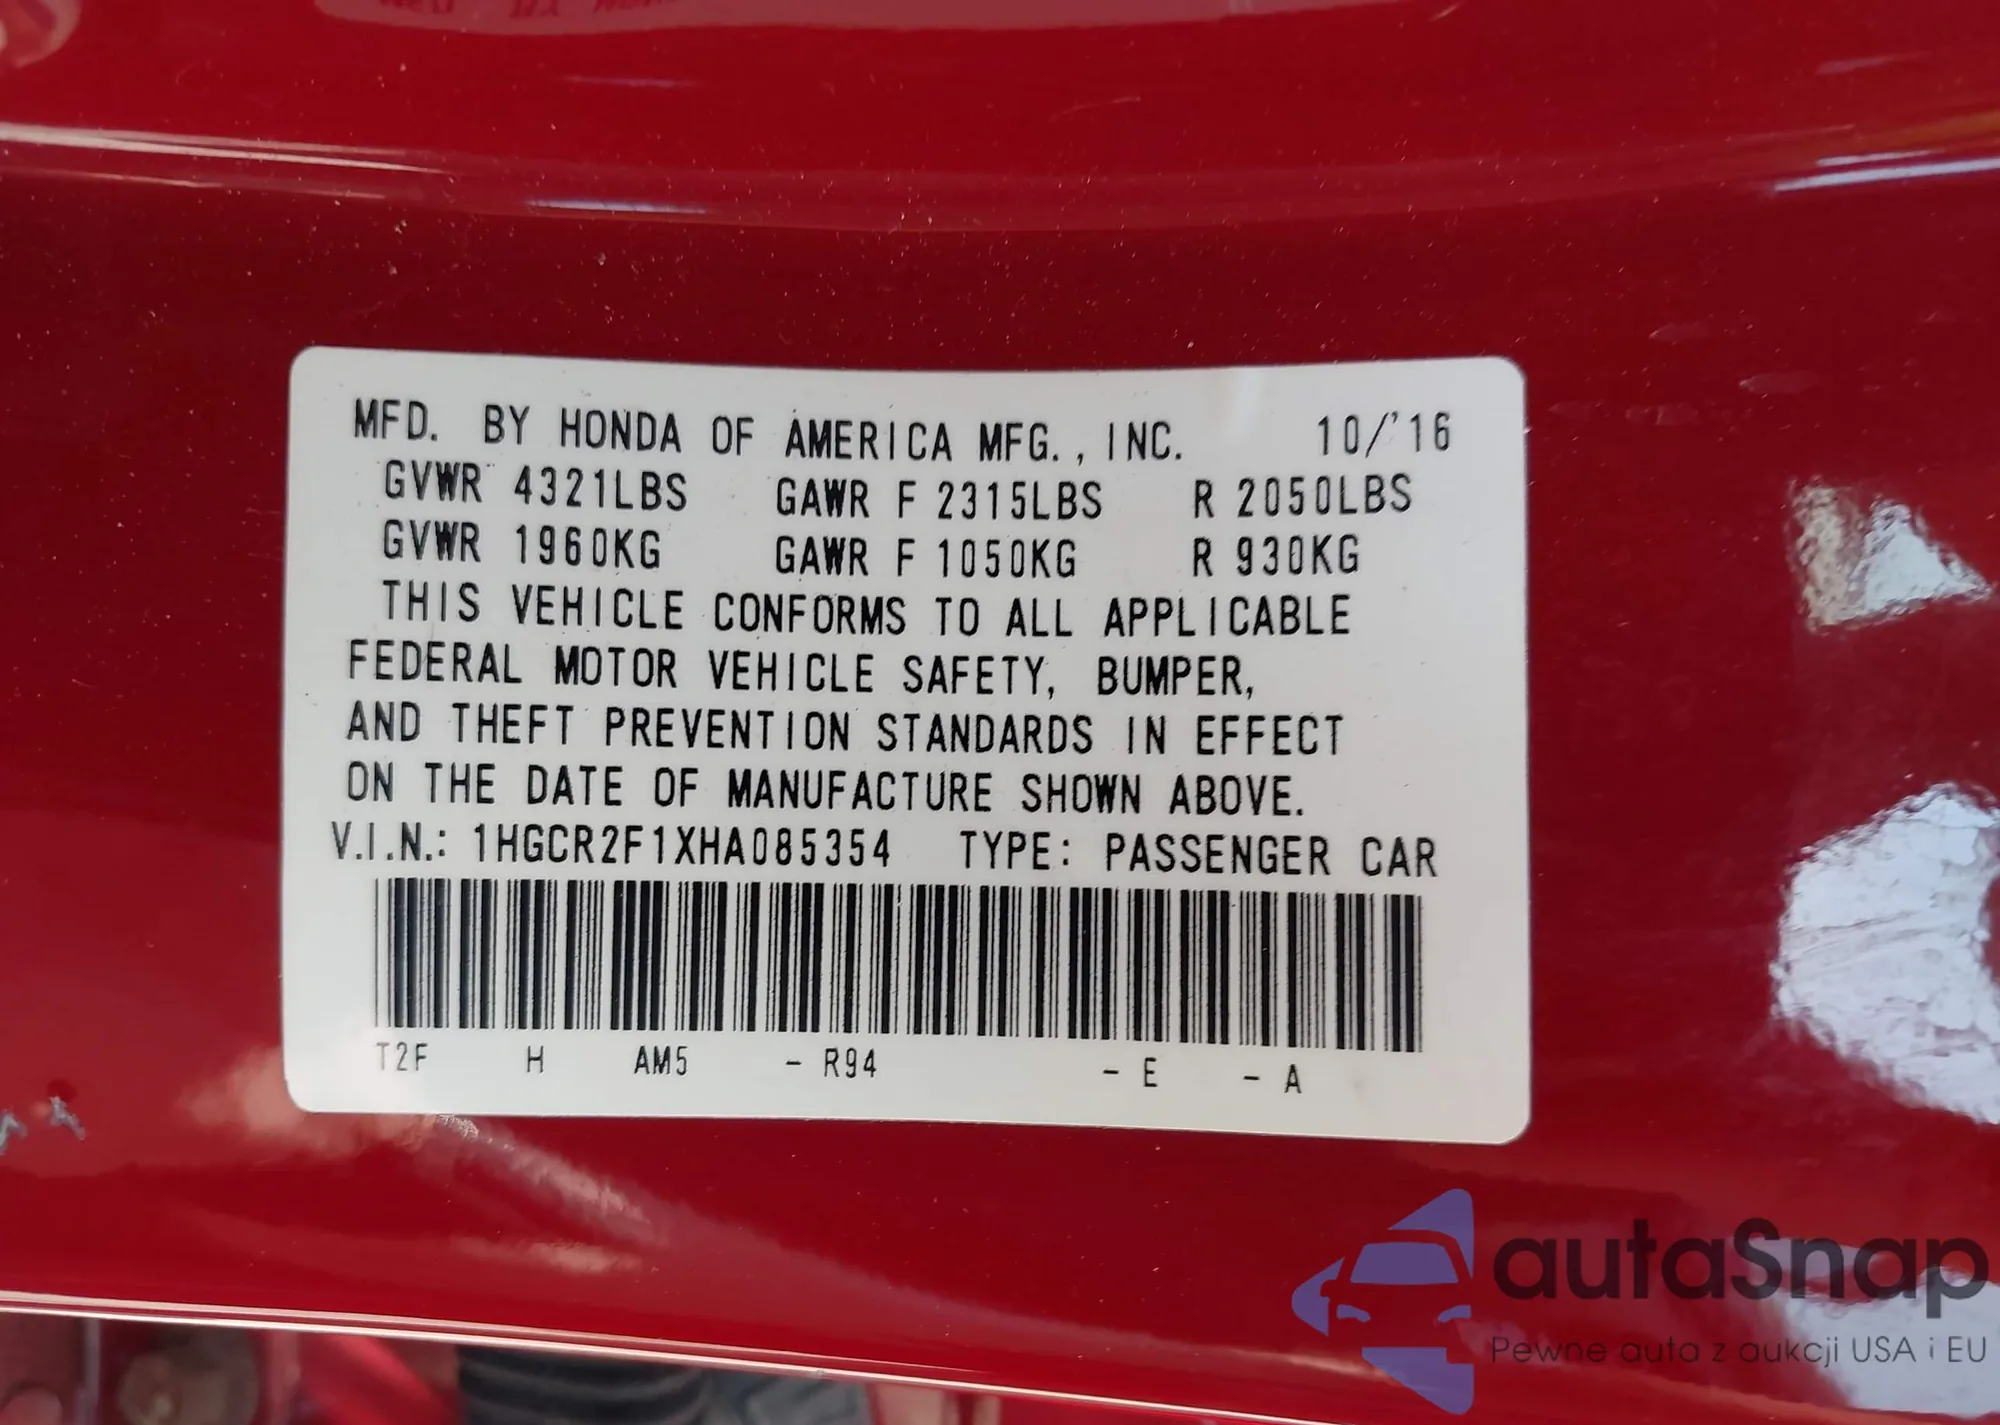 MFD. BY HONDA OF AMERICA MFG., INC. 10/'16
GVWR 4321LBS GAWR F 2315LBS R 2050LBS
GVWR 1960KG GAWR F 1050KG R 930KG
THIS VEHICLE CONFORMS TO ALL APPLICABLE
FEDERAL MOTOR VEHICLE SAFETY, BUMPER,
AND THEFT PREVENTION STANDARDS IN EFFECT
ON THE DATE OF MANUFACTURE SHOWN ABOVE.
V.I.N.: 1HGCR2F1XHA085354 TYPE: PASSENGER CAR
T2F H AM5 - R94 - E - A
autaSnap
Pewne auta z aukcji USA i EU